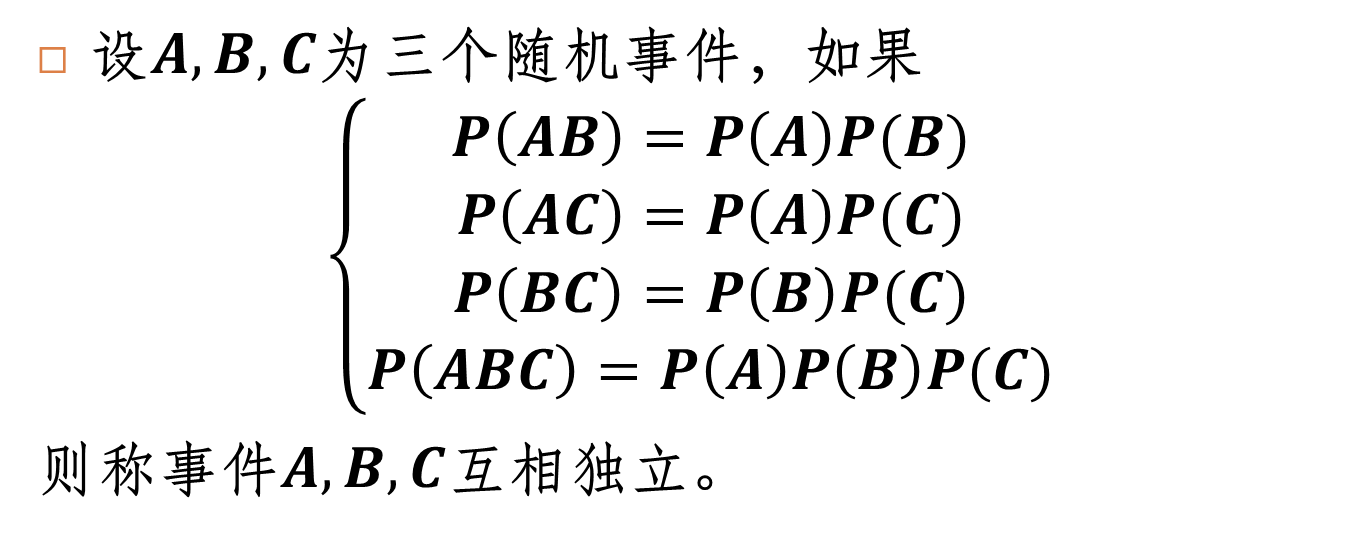 设A, B, C为三个随机事件，如果
P(AB) = P(A)P(B)
P(AC) = P(A)P(C)
P(BC) = P(B)P(C)
P(ABC) = P(A)P(B)P(C)
则称事件A, B, C互相独立。